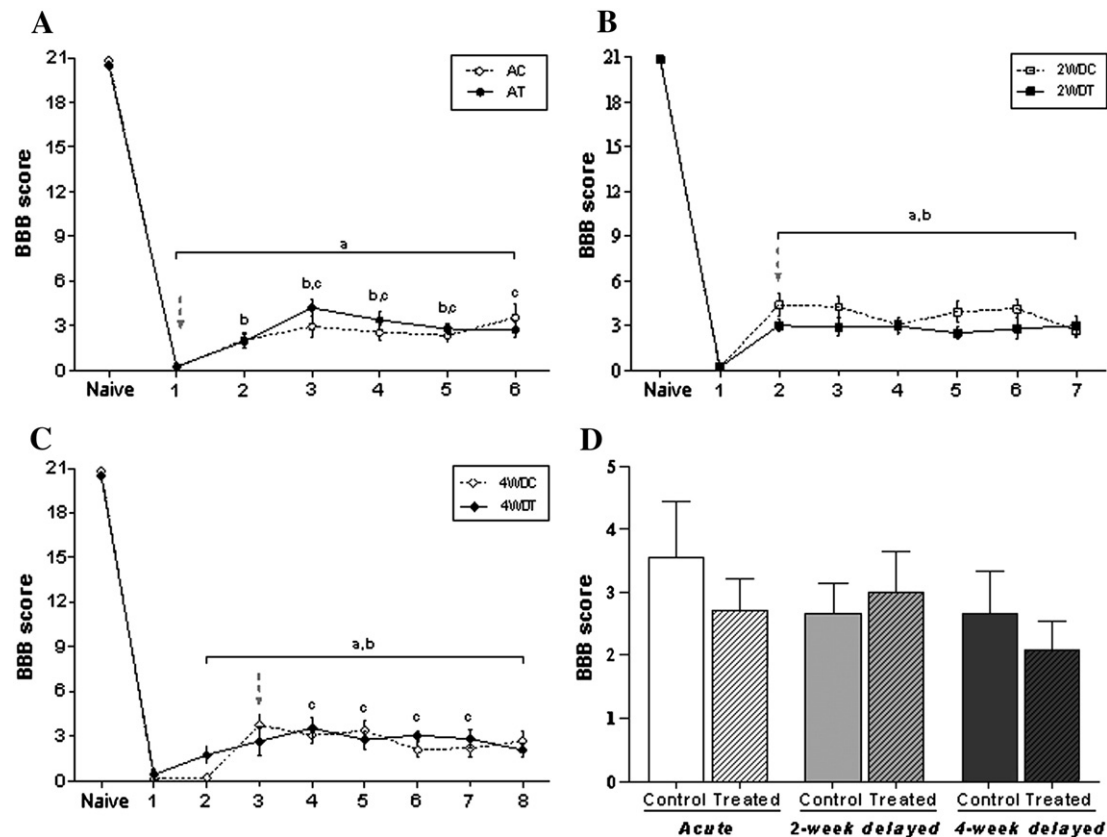 A
BBB score
21
18
15
12
9
6
3
0
AC
AT
a
b
b,c
b,c
b,c
c
Naive 1 2 3 4 5 6
B
BBB score
21
18
15
12
9
6
3
0
2WDC
2WDT
a,b
Naive 1 2 3 4 5 6 7
C
BBB score
21
18
15
12
9
6
3
0
4WDC
4WDT
a,b
c
c
c
c
Naive 1 2 3 4 5 6 7 8
D
BBB score
5
4
3
2
1
0
Control Treated Control Treated Control Treated
Acute 2-week delayed 4-week delayed